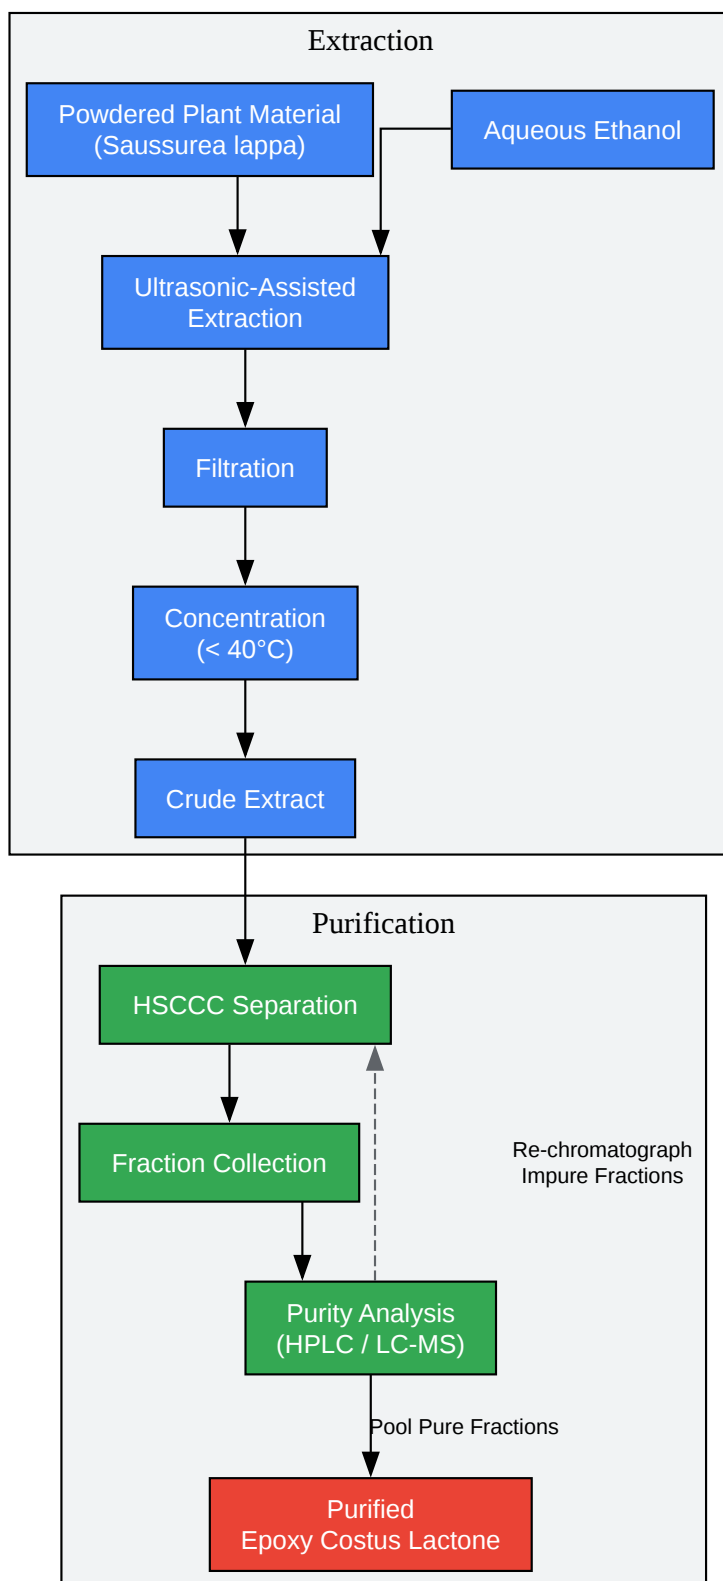 Extraction
Powdered Plant Material
(Saussurea lappa)
Aqueous Ethanol
Ultrasonic-Assisted
Extraction
Filtration
Concentration
(< 40°C)
Crude Extract
Purification
HSCCC Separation
Fraction Collection
Re-chromatograph
Impure Fractions
Purity Analysis
(HPLC / LC-MS)
Pool Pure Fractions
Purified
Epoxy Costus Lactone